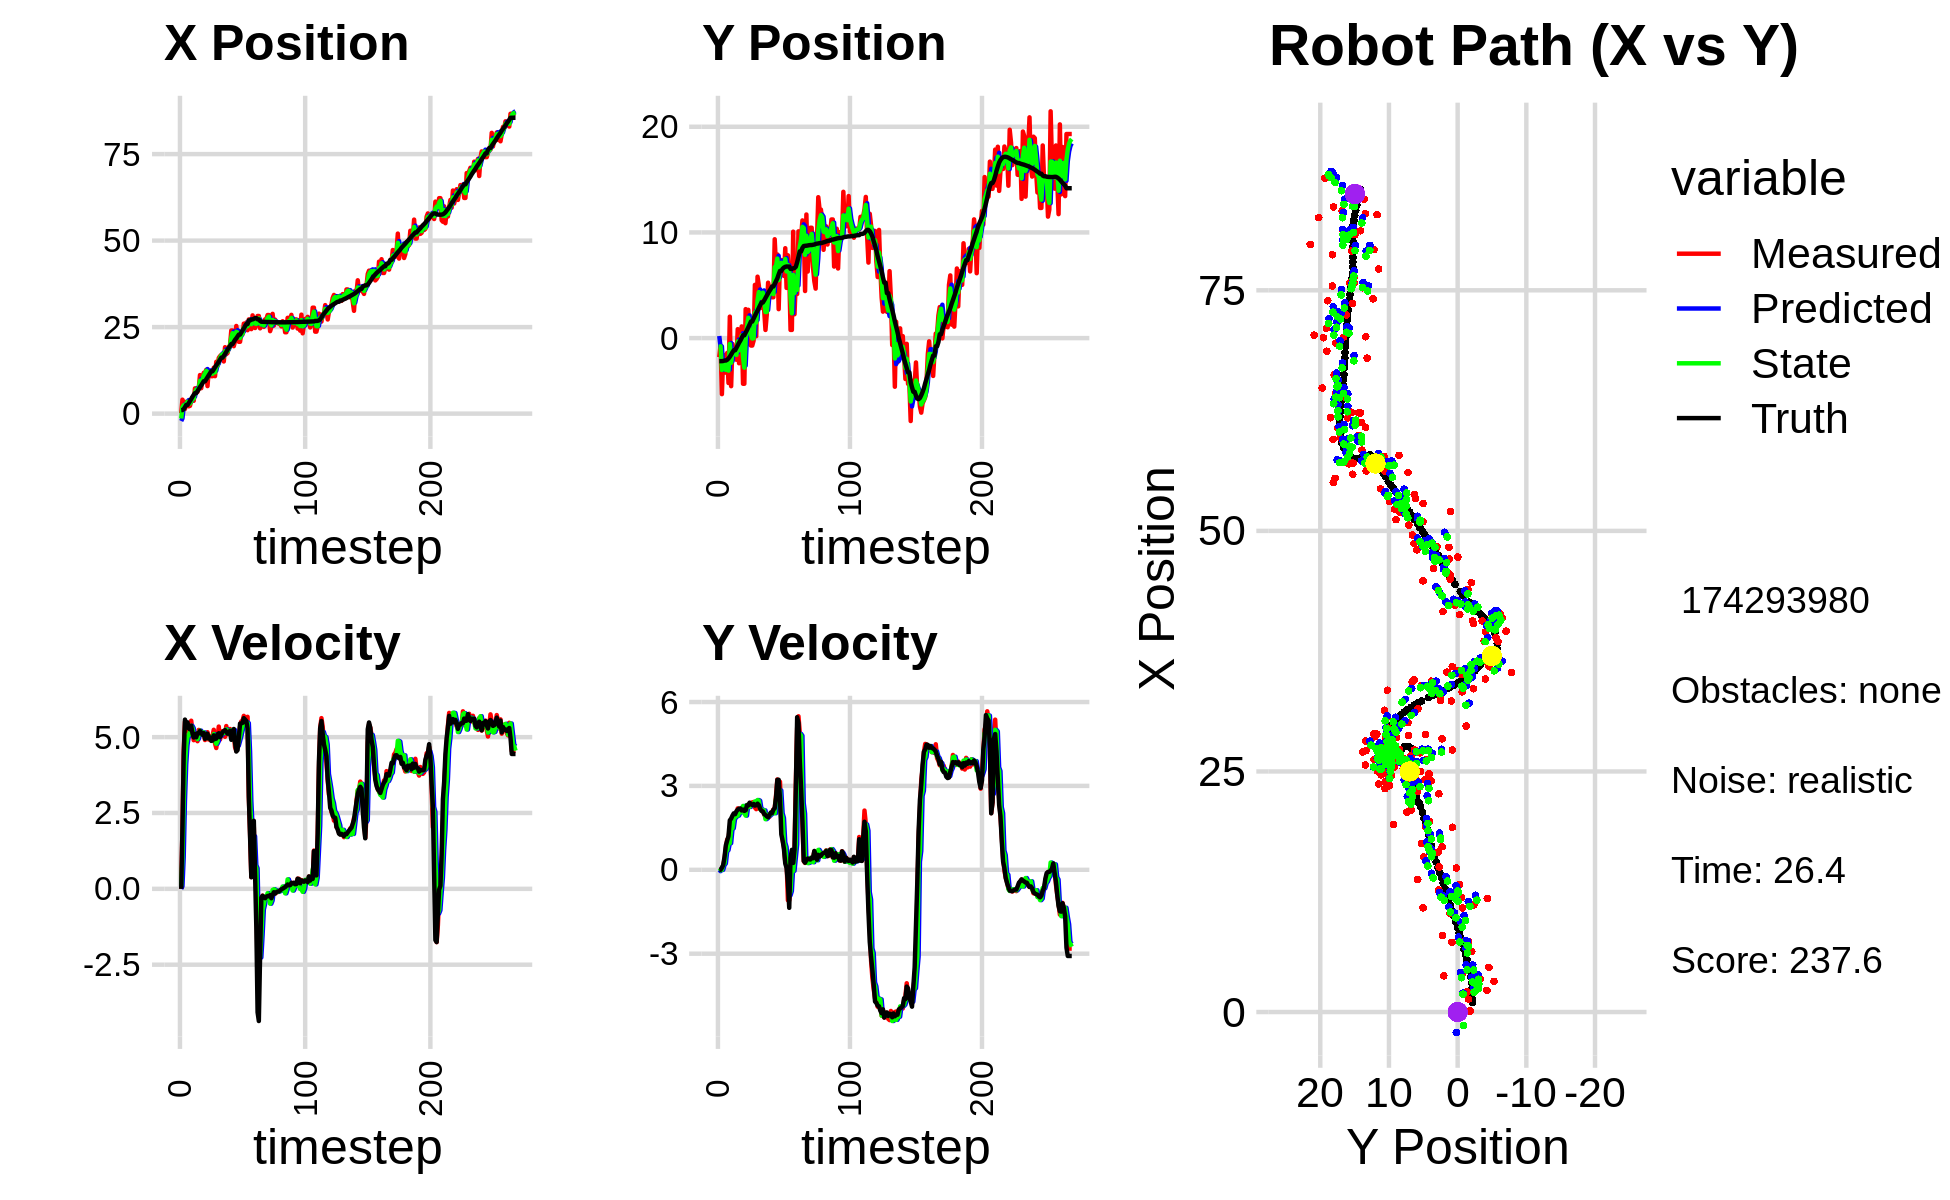 X Position
75
50
25
0
0
100
200
timestep
Y Position
20
10
0
0
100
200
timestep
X Velocity
5.0
2.5
0.0
-2.5
0
100
200
timestep
Y Velocity
6
3
0
-3
0
100
200
timestep
Robot Path (X vs Y)
X Position
75
50
25
0
20 10 0 -10 -20
Y Position
variable
Measured
Predicted
State
Truth
174293980
Obstacles: none
Noise: realistic
Time: 26.4
Score: 237.6